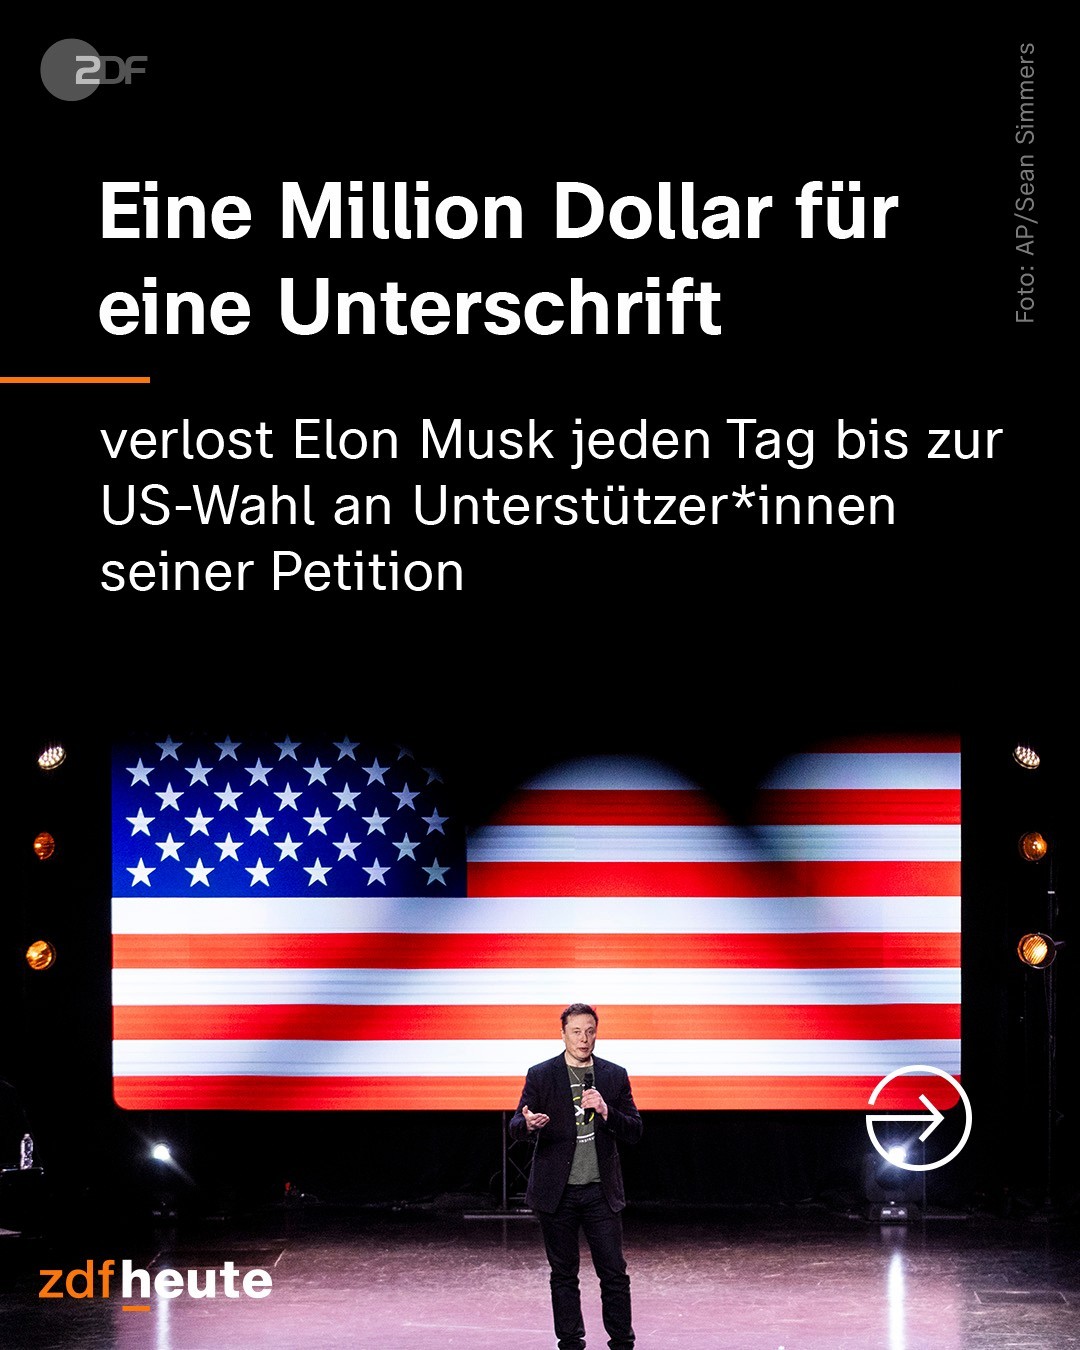 ZDF
Foto: AP/Sean Simmers
Eine Million Dollar für
eine Unterschrift
verlost Elon Musk jeden Tag bis zur
US-Wahl an Unterstützer*innen
seiner Petition
zdfheute